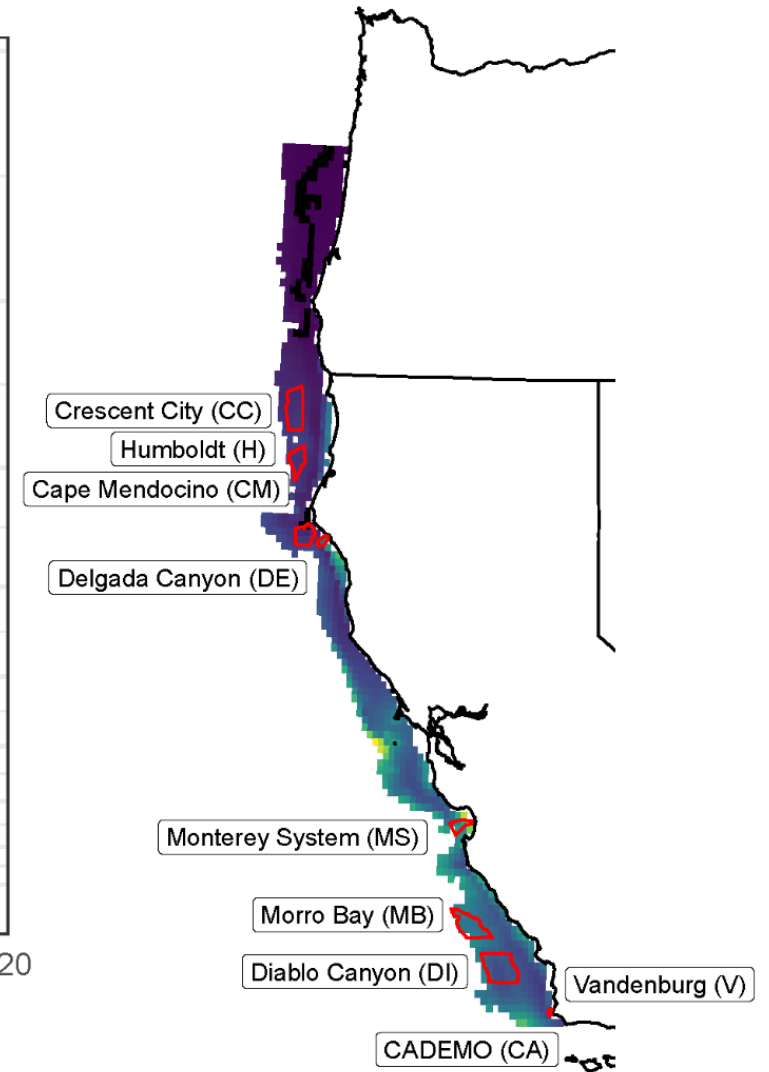 Crescent City (CC)
Humboldt (H)
Cape Mendocino (CM)
Delgada Canyon (DE)
Monterey System (MS)
Morro Bay (MB)
Diablo Canyon (DI)
20
Vandenburg (V)
CADEMO (CA)